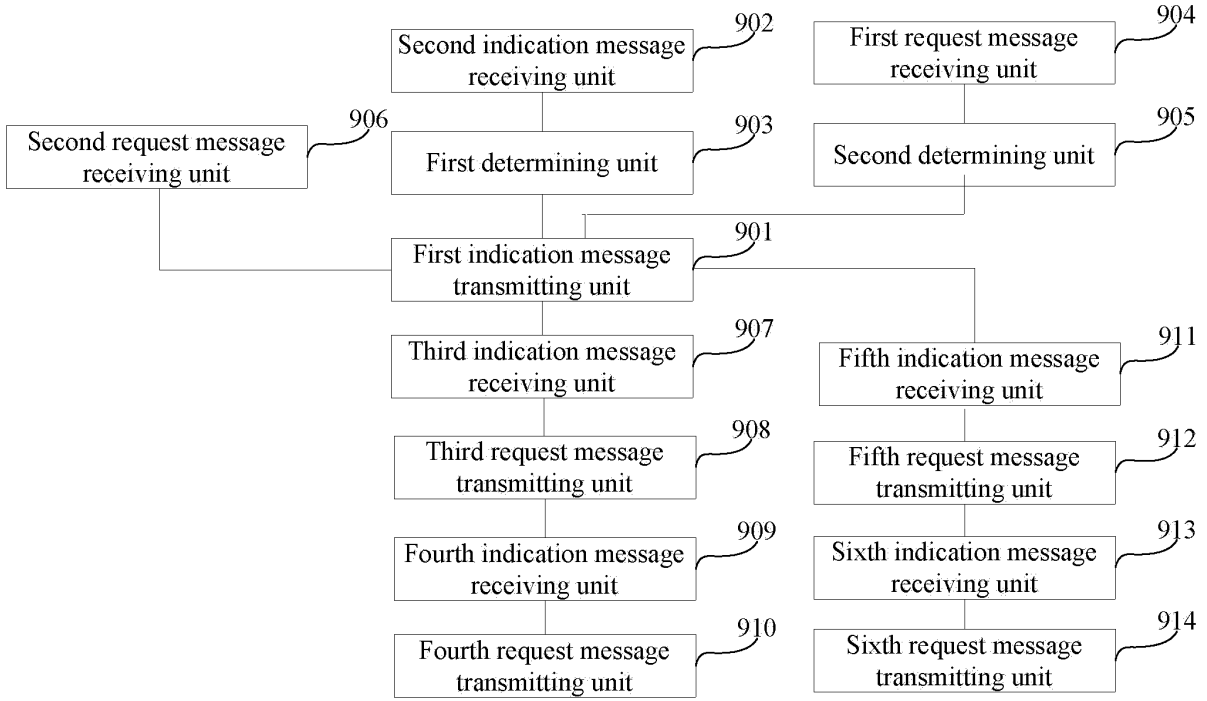 902
Second indication message
receiving unit
904
First request message
receiving unit
906
Second request message
receiving unit
903
First determining unit
905
Second determining unit
901
First indication message
transmitting unit
907
Third indication message
receiving unit
911
Fifth indication message
receiving unit
908
Third request message
transmitting unit
912
Fifth request message
transmitting unit
909
Fourth indication message
receiving unit
913
Sixth indication message
receiving unit
910
Fourth request message
transmitting unit
914
Sixth request message
transmitting unit